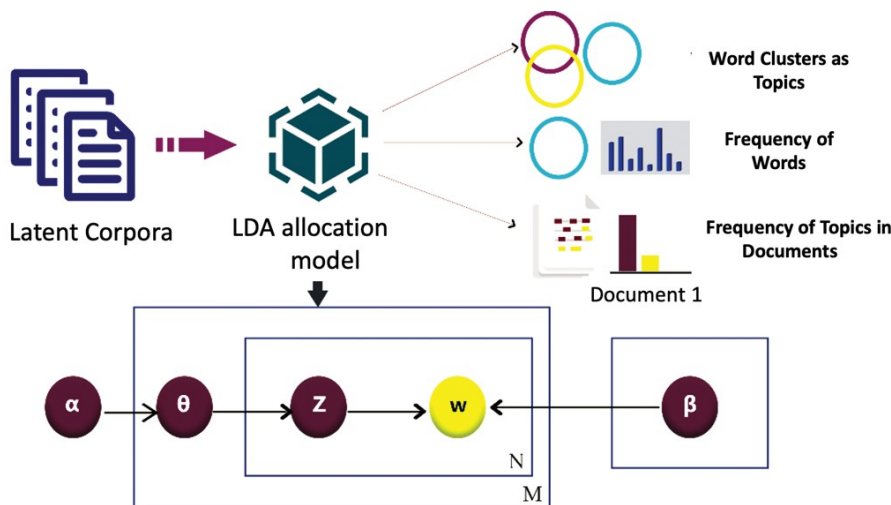 Word Clusters as
Topics
Frequency of
Words
Latent Corpora
LDA allocation
model
Frequency of Topics in
Documents
Document 1
α
θ
Z
w
β
N
M